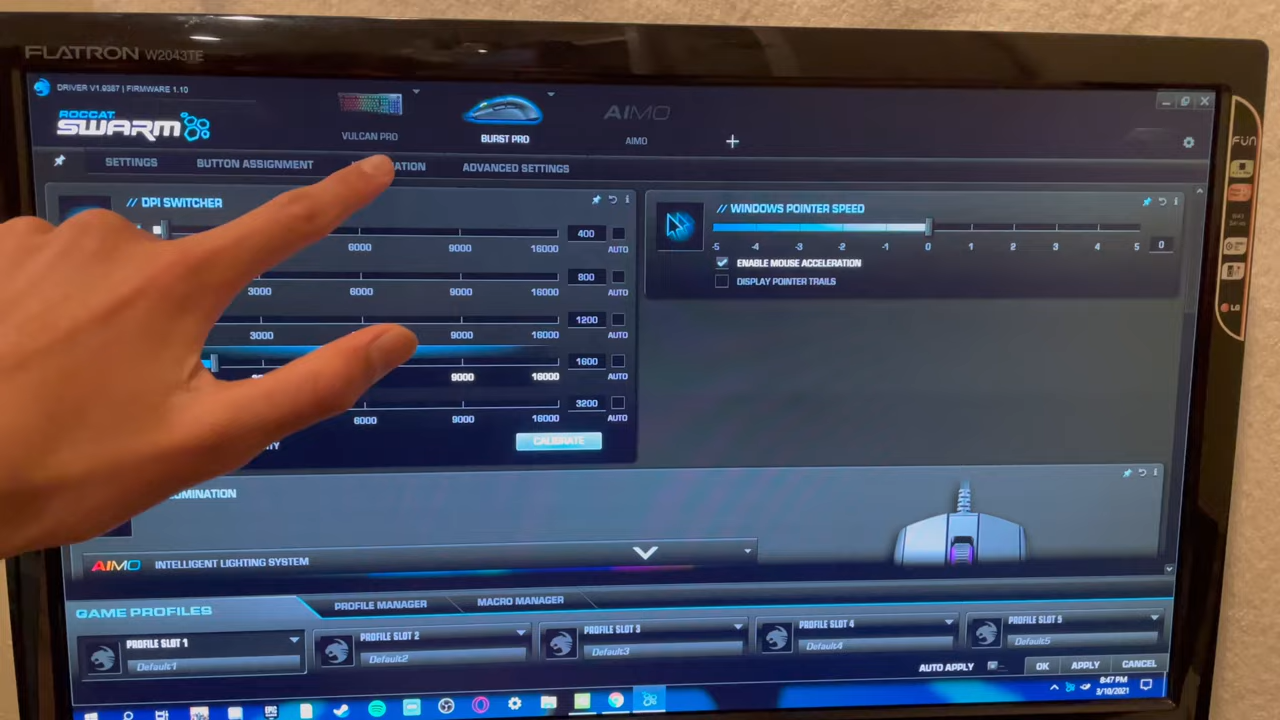 FLATRON W2043TE
DRIVER V1.9387 | FIRMWARE 1.10
ROCCAT
SWARM
VULCAN PRO
BURST PRO
AIMO
AIMO
FUN
SETTINGS
BUTTON ASSIGNMENT
ADVANCED SETTINGS
// DPI SWITCHER
6000 9000 16000
400
AUTO
3000 6000 9000 16000
800
AUTO
3000 9000 16000
1200
AUTO
9000 16000
1600
AUTO
6000 9000 16000
3200
AUTO
CALIBRATE
// WINDOWS POINTER SPEED
-5 -4 -3 -2 -1 0 1 2 3 4 5
0
ENABLE MOUSE ACCELERATION
DISPLAY POINTER TRAILS
LG
AIMO INTELLIGENT LIGHTING SYSTEM
GAME PROFILES
PROFILE MANAGER
MACRO MANAGER
PROFILE SLOT 1
Default1
PROFILE SLOT 2
Default2
PROFILE SLOT 3
Default3
PROFILE SLOT 4
Default4
PROFILE SLOT 5
Default5
AUTO APPLY
OK
APPLY
CANCEL
EPIC
8:47 PM
3/10/2021